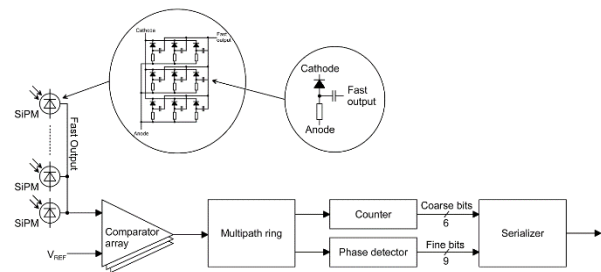 Cathode
Fast
output
Anode
Cathode
Fast
output
Anode
SiPM
Fast Output
SiPM
SiPM
VREF
Comparator
array
Multipath ring
Counter
Phase detector
Coarse bits
6
Fine bits
9
Serializer